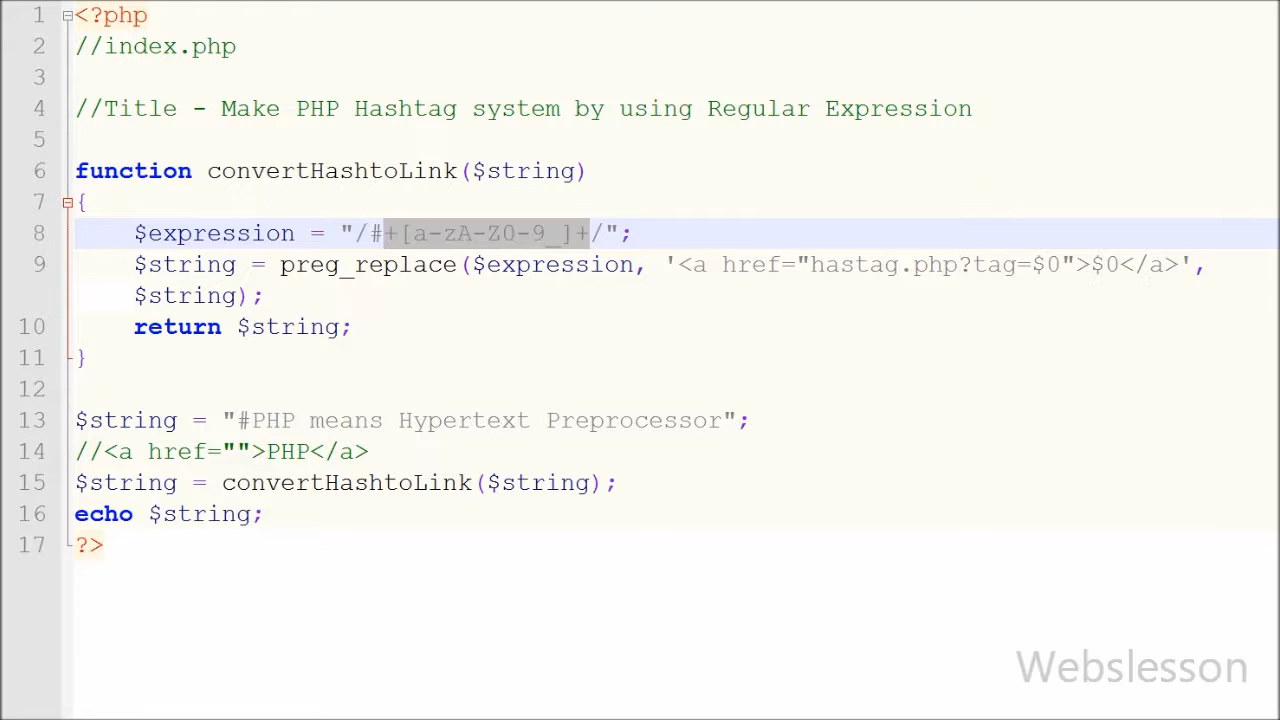 1 <?php
2 //index.php
3
4 //Title - Make PHP Hashtag system by using Regular Expression
5
6 function convertHashtoLink($string)
7 {
8 $expression = "/#+[a-zA-Z0-9_]+/";
9 $string = preg_replace($expression, '<a href="hastag.php?tag=$0">$0</a>',
$string);
10 return $string;
11 }
12
13 $string = "#PHP means Hypertext Preprocessor";
14 //<a href="">PHP</a>
15 $string = convertHashtoLink($string);
16 echo $string;
17 ?>
Webslesson